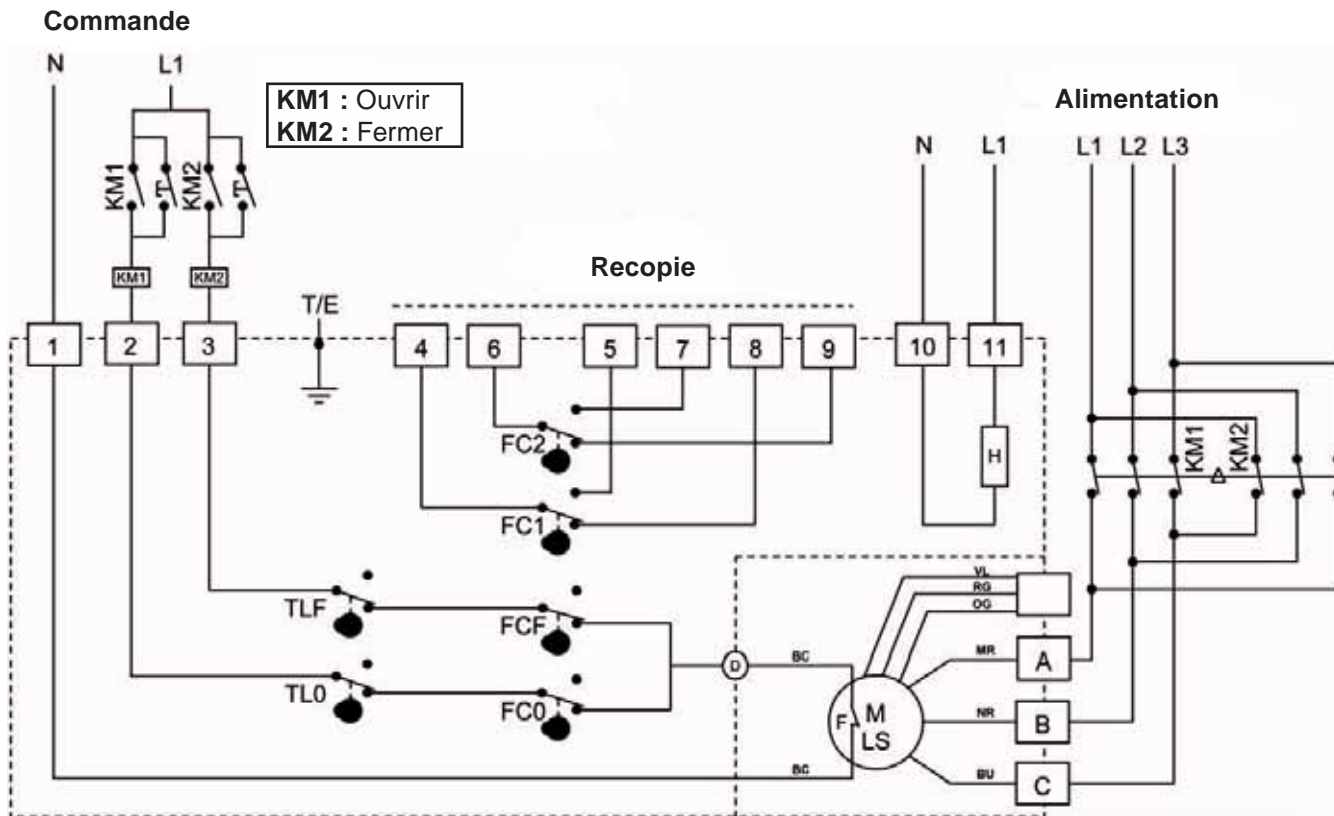 Commande
N L1
KM1 : Ouvrir
KM2 : Fermer
Alimentation
N L1 L1 L2 L3
KM1 KM2
KM1 KM2
Recopie
T/E
1 2 3 4 6 5 7 8 9 10 11
KM1 KM2
FC2
H
FC1
VL
RG
OG
TLF FCF
MR A
D BC
TL0 FC0
F M
LS
NR B
BC
BU C